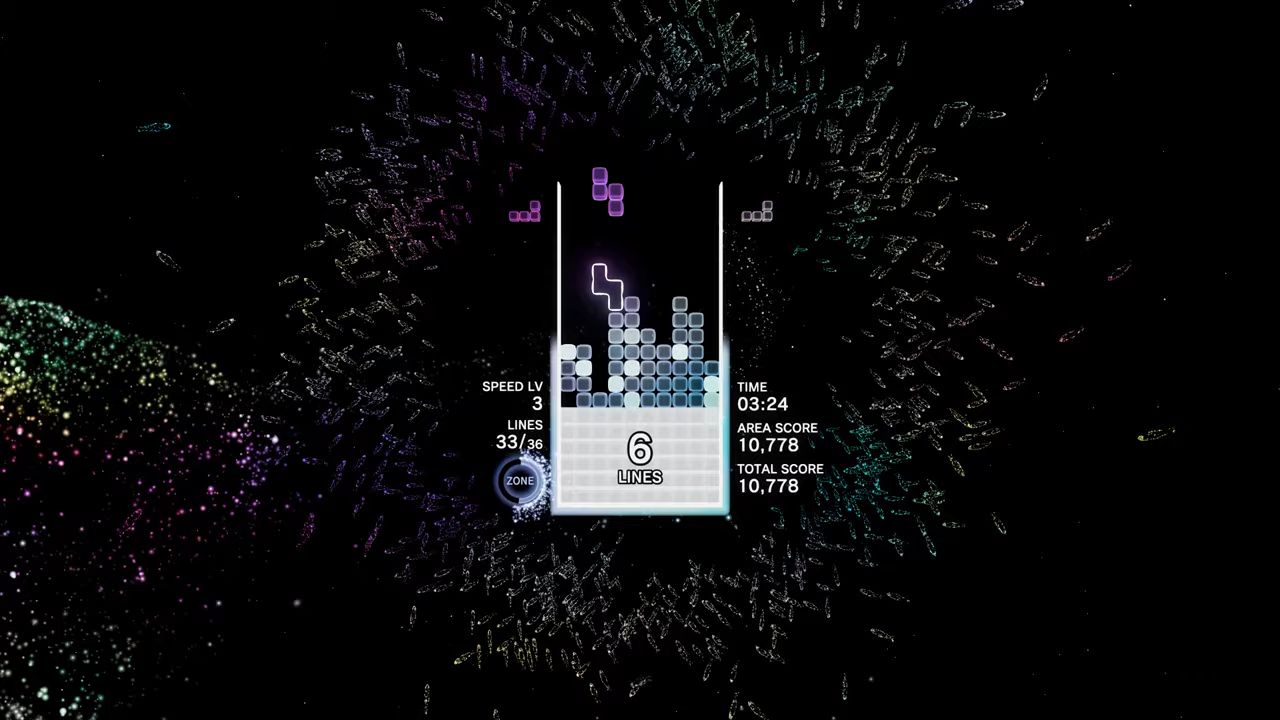 SPEED LV
3
LINES
33/36
ZONE
6
LINES
TIME
03:24
AREA SCORE
10,778
TOTAL SCORE
10,778